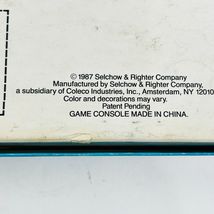 © 1987 Selchow & Righter Company
Manufactured by Selchow & Righter Company,
a subsidiary of Coleco Industries, Inc., Amsterdam, NY 12010
Color and decorations may vary.
Patent Pending
GAME CONSOLE MADE IN CHINA.